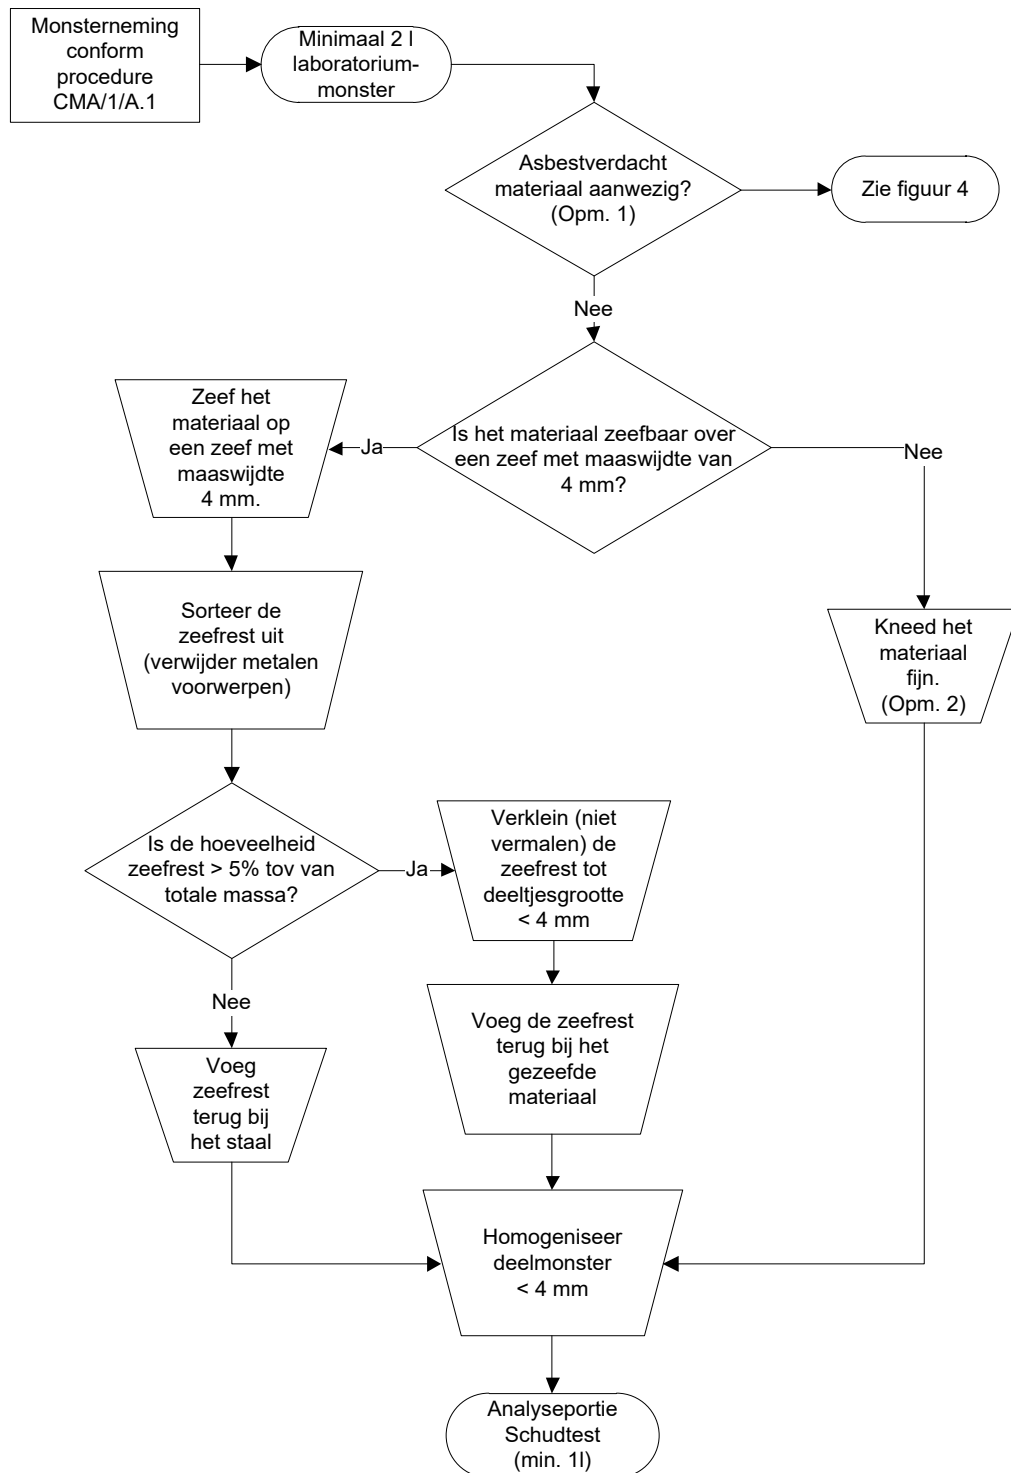 Monsterneming
conform
procedure
CMA/1/A.1
Minimaal 2 l
laboratorium-
monster
Asbestverdacht
materiaal aanwezig?
(Opm. 1)
Zie figuur 4
Nee
Is het materiaal zeefbaar over
een zeef met maaswijdte van
4 mm?
Ja
Nee
Zeef het
materiaal op
een zeef met
maaswijdte
4 mm.
Sorteer de
zeefrest uit
(verwijder metalen
voorwerpen)
Kneed het
materiaal
fijn.
(Opm. 2)
Is de hoeveelheid
zeefrest > 5% tov van
totale massa?
Ja
Verklein (niet
vermalen) de
zeefrest tot
deeltjesgrootte
< 4 mm
Nee
Voeg de zeefrest
terug bij het
gezeefde
materiaal
Voeg
zeefrest
terug bij
het staal
Homogeniseer
deelmonster
< 4 mm
Analyseportie
Schudtest
(min. 1l)